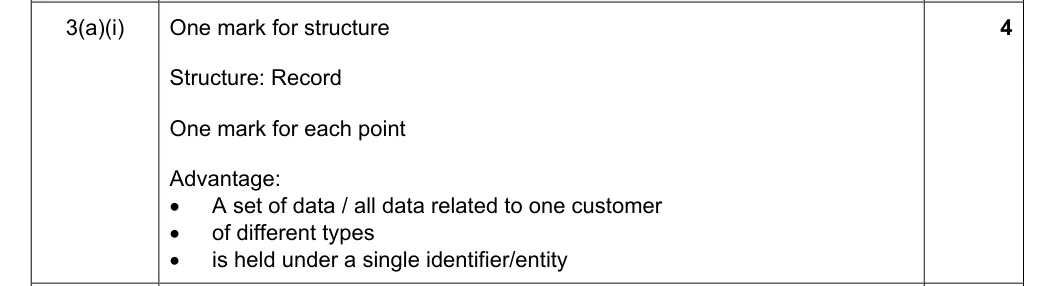 3(a)(i) One mark for structure 4
Structure: Record
One mark for each point
Advantage:
• A set of data / all data related to one customer
• of different types
• is held under a single identifier/entity